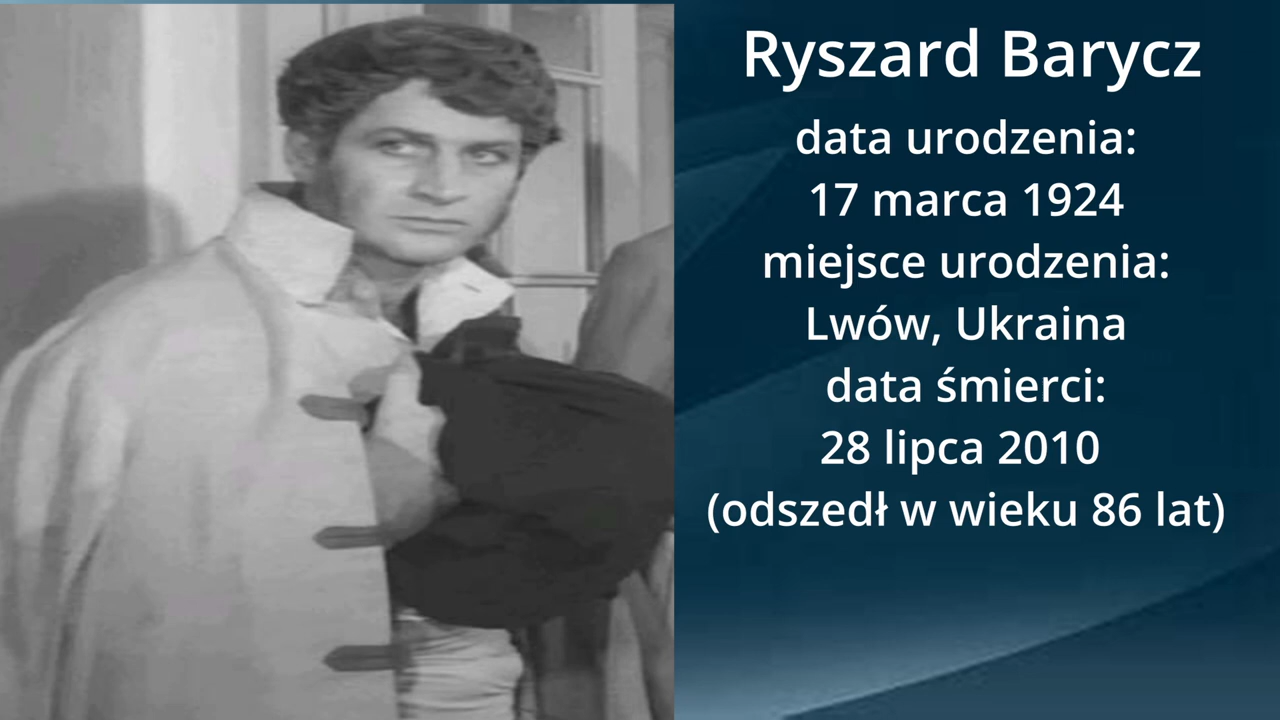 Ryszard Barycz
data urodzenia:
17 marca 1924
miejsce urodzenia:
Lwów, Ukraina
data śmierci:
28 lipca 2010
(odszedł w wieku 86 lat)